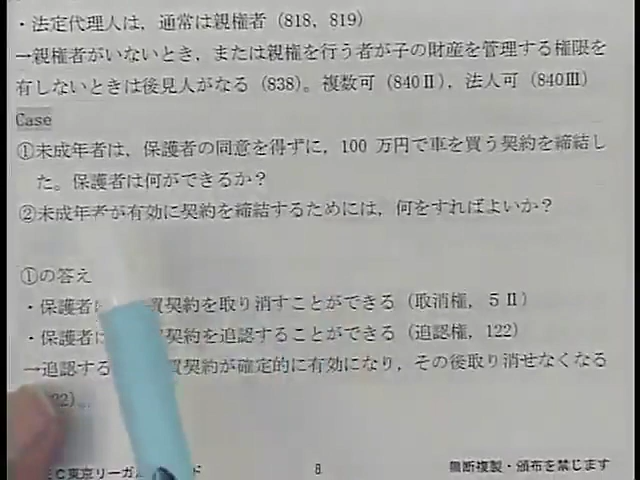 ・法定代理人は，通常は親権者（818，819）
→親権者がいないとき，または親権を行う者が子の財産を管理する権限を
有しないときは後見人がなる（838）。複数可（840Ⅱ），法人可（840Ⅲ）
Case
①未成年者は，保護者の同意を得ずに，100 万円で車を買う契約を締結し
た。保護者は何ができるか？
②未成年者が有効に契約を締結するためには，何をすればよいか？
①の答え
・保護者は 買契約を取り消すことができる（取消権，５Ⅱ）
・保護者は 契約を追認することができる（追認権，122）
→追認する 買契約が確定的に有効になり，その後取り消せなくなる
22）。
C東京リーガル ド 8 無断複製・頒布を禁じます